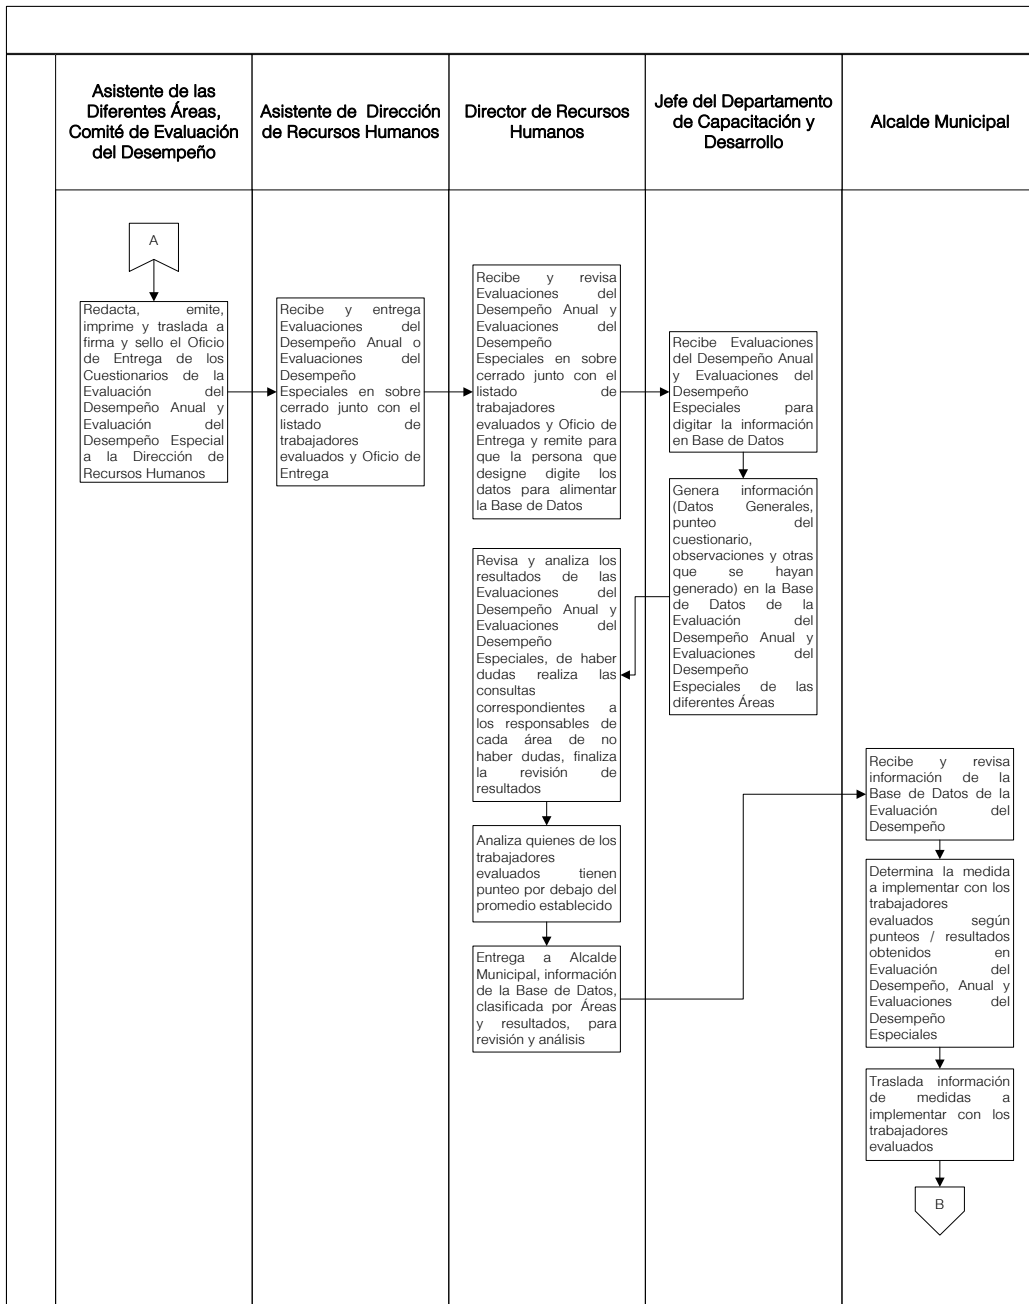 Asistente de las
Diferentes Áreas,
Comité de Evaluación
del Desempeño
Asistente de Dirección
de Recursos Humanos
Director de Recursos
Humanos
Jefe del Departamento
de Capacitación y
Desarrollo
Alcalde Municipal
A
Redacta, emite,
imprime y traslada a
firma y sello el Oficio
de Entrega de los
Cuestionarios de la
Evaluación del
Desempeño Anual y
Evaluación del
Desempeño Especial
a la Dirección de
Recursos Humanos
Recibe y entrega
Evaluaciones del
Desempeño Anual o
Evaluaciones del
Desempeño
Especiales en sobre
cerrado junto con el
listado de
trabajadores
evaluados y Oficio de
Entrega
Recibe y revisa
Evaluaciones del
Desempeño Anual y
Evaluaciones del
Desempeño
Especiales en sobre
cerrado junto con el
listado de
trabajadores
evaluados y Oficio de
Entrega y remite para
que la persona que
designe digite los
datos para alimentar
la Base de Datos
Recibe Evaluaciones
del Desempeño Anual
y Evaluaciones del
Desempeño
Especiales para
digitar la información
en Base de Datos
Genera información
(Datos Generales,
punteo del
cuestionario,
observaciones y otras
que se hayan
generado) en la Base
de Datos de la
Evaluación del
Desempeño Anual y
Evaluaciones del
Desempeño
Especiales de las
diferentes Áreas
Revisa y analiza los
resultados de las
Evaluaciones del
Desempeño Anual y
Evaluaciones del
Desempeño
Especiales, de haber
dudas realiza las
consultas
correspondientes a
los responsables de
cada área de no
haber dudas, finaliza
la revisión de
resultados
Analiza quienes de los
trabajadores
evaluados tienen
punteo por debajo del
promedio establecido
Entrega a Alcalde
Municipal, información
de la Base de Datos,
clasificada por Áreas
y resultados, para
revisión y análisis
Recibe y revisa
información de la
Base de Datos de la
Evaluación del
Desempeño
Determina la medida
a implementar con los
trabajadores
evaluados según
punteos / resultados
obtenidos en
Evaluación del
Desempeño, Anual y
Evaluaciones del
Desempeño
Especiales
Traslada información
de medidas a
implementar con los
trabajadores
evaluados
B